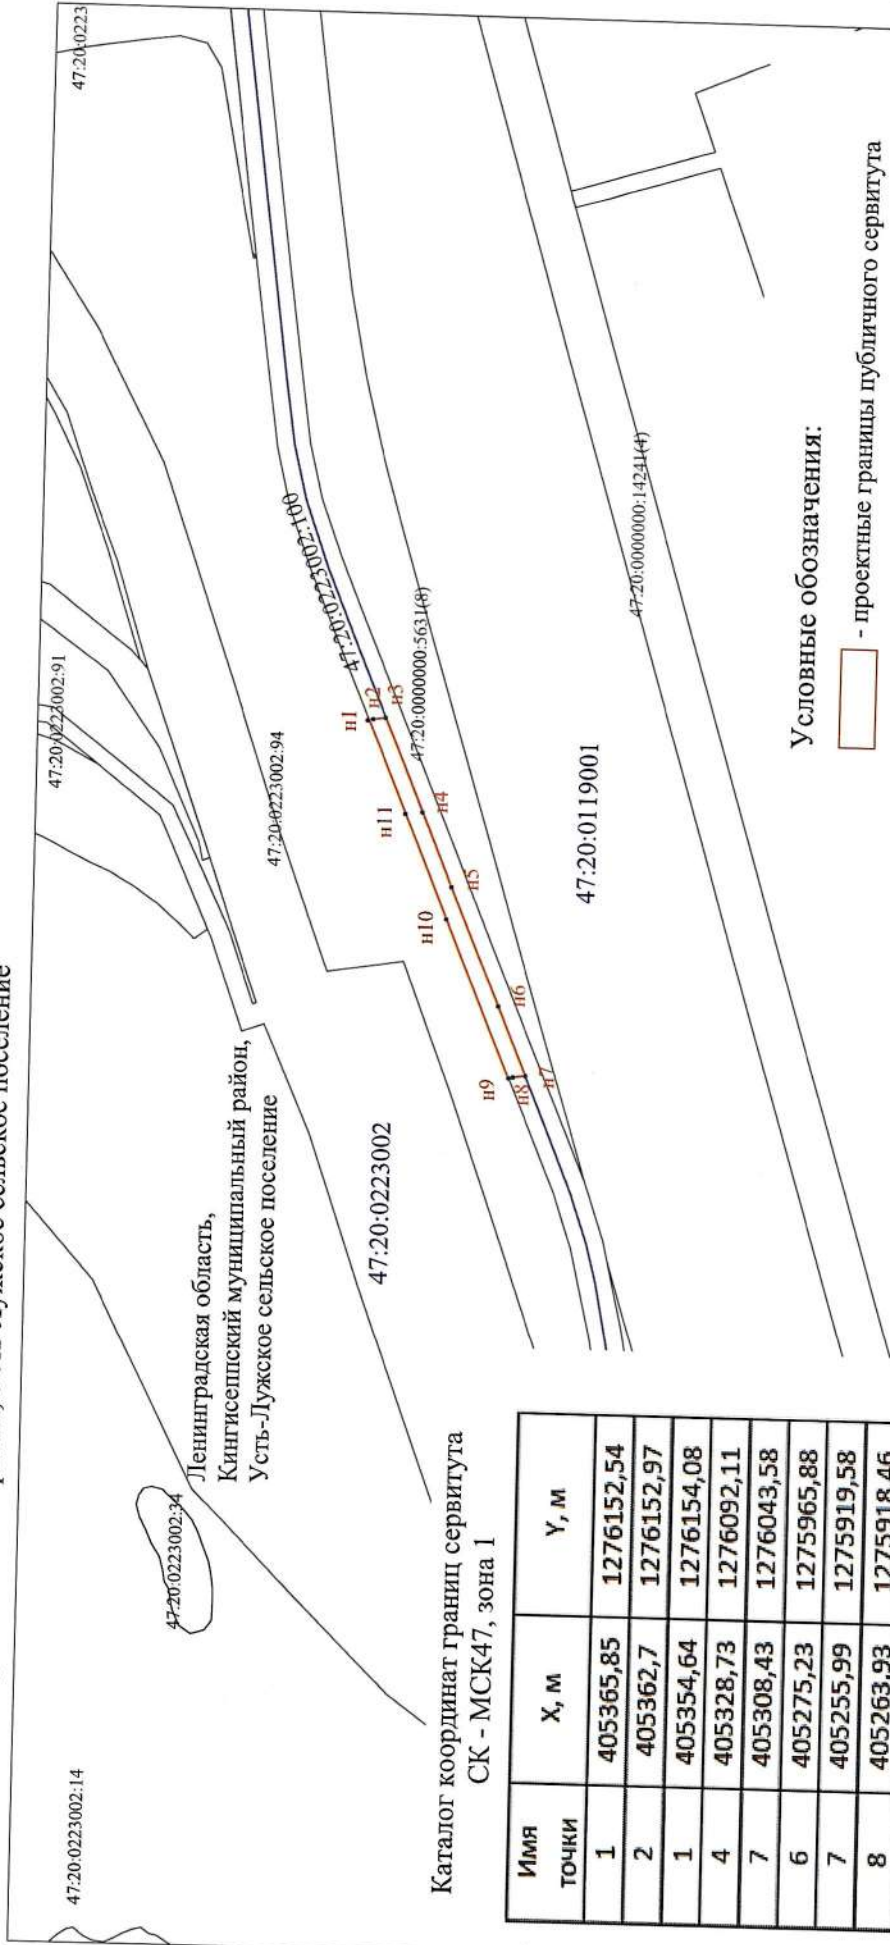 47:20:0223002:14
47:20:0223002:34
47:20:0223002:91
47:20:0223
Ленинградская область,
Кингисеппский муниципальный район,
Усть-Лужское сельское поселение
47:20:0223002:94
47:20:0223002
47:20:0223002:100
47:20:0000000:5631(8)
н1
н2
н3
н11
н4
н10
н5
н9
н6
н8
н7
47:20:0119001
47:20:0000000:14241(4)
Каталог координат границ сервитута
СК - МСК47, зона 1
Имя точки X, м Y, м
1 405365,85 1276152,54
2 405362,7 1276152,97
1 405354,64 1276154,08
4 405328,73 1276092,11
7 405308,43 1276043,58
6 405275,23 1275965,88
7 405255,99 1275919,58
8 405263,93 1275918,46
Условные обозначения:
- проектные границы публичного сервитута